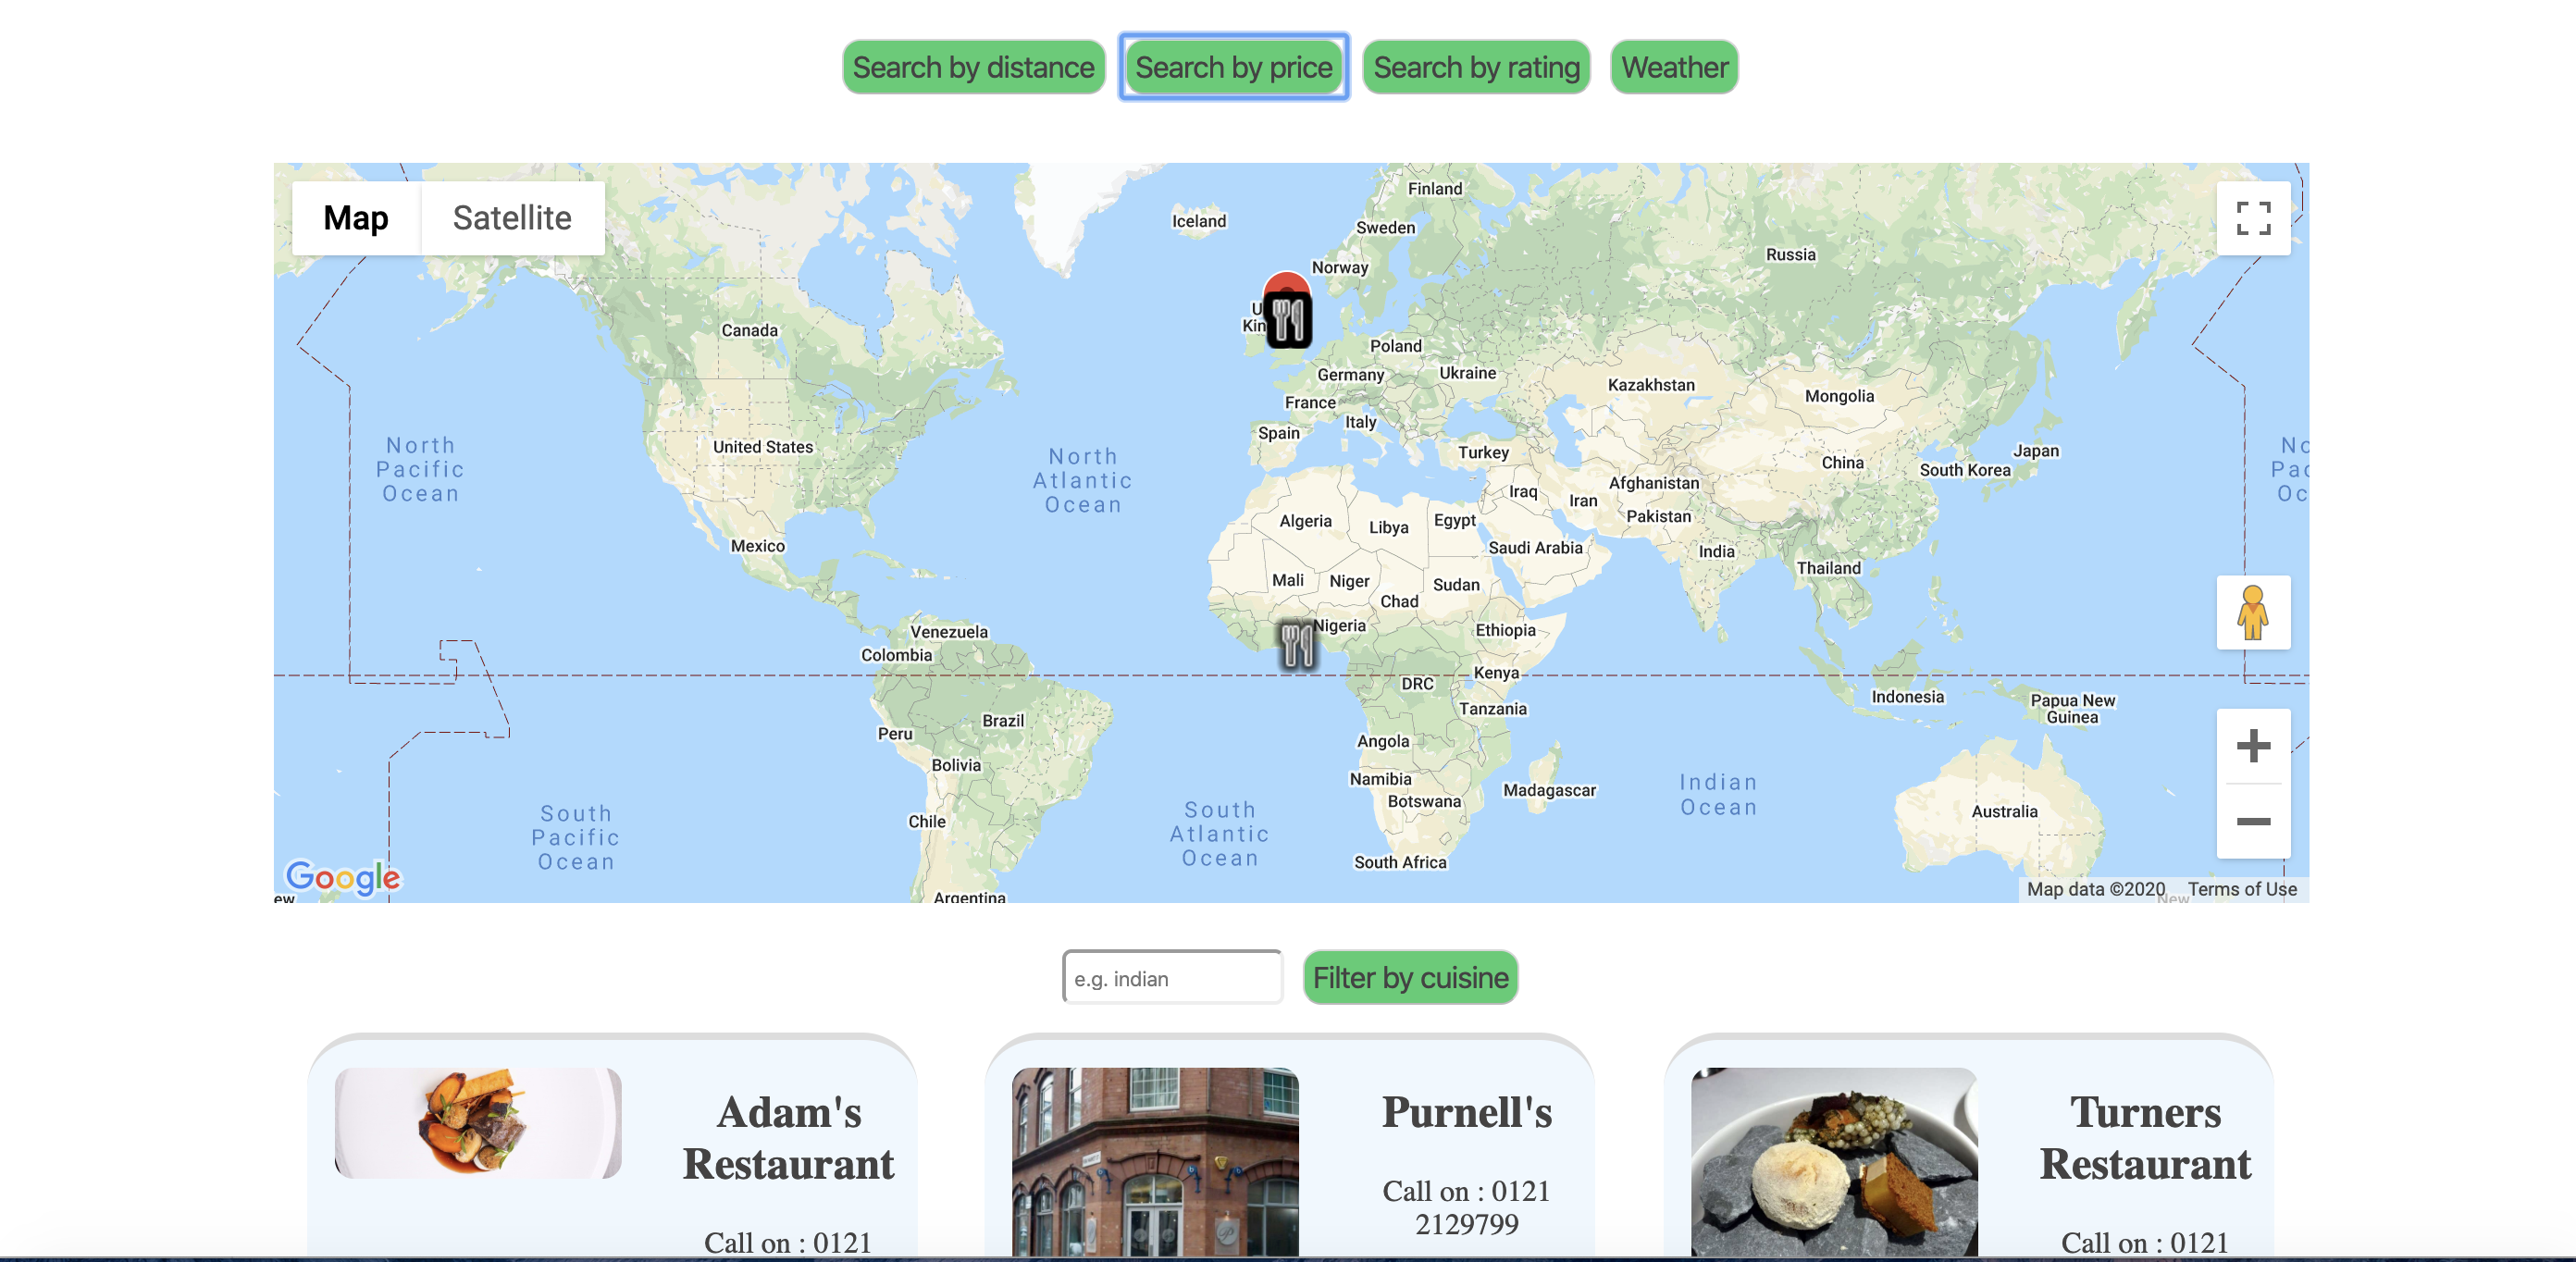 Search by distance
Search by price
Search by rating
Weather
Map
Satellite
Finland
Iceland
Sweden
Russia
Norway
Canada
Poland
Germany
Ukraine
Kazakhstan
Mongolia
France
Italy
Spain
United States
North
Pacific
Ocean
North
Atlantic
Ocean
Turkey
China
Japan
South Korea
Iraq
Iran
Afghanistan
Pakistan
Algeria
Libya
Egypt
Saudi Arabia
India
Mexico
Mali
Niger
Chad
Sudan
Thailand
Nigeria
Ethiopia
Venezuela
Colombia
DRC
Kenya
Tanzania
Indonesia
Papua New
Guinea
Brazil
Peru
Angola
Bolivia
Namibia
Botswana
Madagascar
Indian
Ocean
Australia
Chile
South
Pacific
Ocean
South
Atlantic
Ocean
South Africa
Argentina
Google
Map data ©2020
Terms of Use
New
e.g. indian
Filter by cuisine
Adam's
Restaurant
Call on : 0121
Purnell's
Call on : 0121
2129799
Turners
Restaurant
Call on : 0121